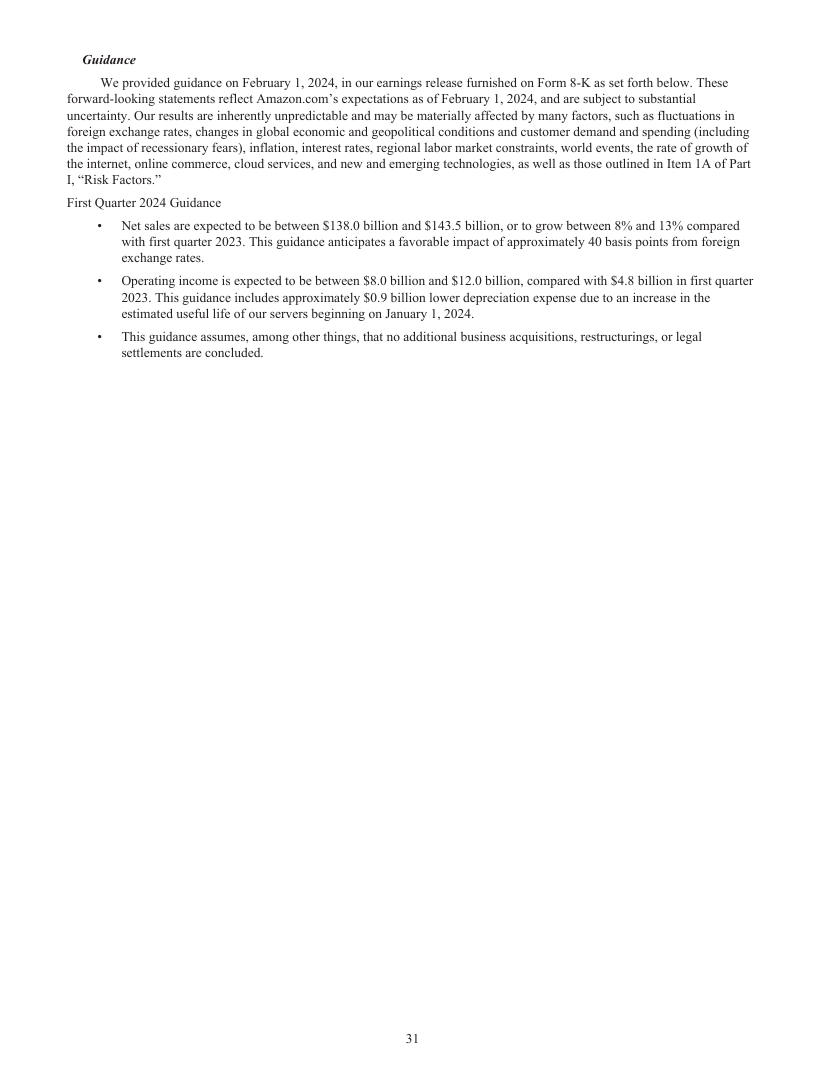 Guidance
We provided guidance on February 1, 2024, in our earnings release furnished on Form 8-K as set forth below. These
forward-looking statements reflect Amazon.com’s expectations as of February 1, 2024, and are subject to substantial
uncertainty. Our results are inherently unpredictable and may be materially affected by many factors, such as fluctuations in
foreign exchange rates, changes in global economic and geopolitical conditions and customer demand and spending (including
the impact of recessionary fears), inflation, interest rates, regional labor market constraints, world events, the rate of growth of
the internet, online commerce, cloud services, and new and emerging technologies, as well as those outlined in Item 1A of Part
I, “Risk Factors.”
First Quarter 2024 Guidance
• Net sales are expected to be between $138.0 billion and $143.5 billion, or to grow between 8% and 13% compared
with first quarter 2023. This guidance anticipates a favorable impact of approximately 40 basis points from foreign
exchange rates.
• Operating income is expected to be between $8.0 billion and $12.0 billion, compared with $4.8 billion in first quarter
2023. This guidance includes approximately $0.9 billion lower depreciation expense due to an increase in the
estimated useful life of our servers beginning on January 1, 2024.
• This guidance assumes, among other things, that no additional business acquisitions, restructurings, or legal
settlements are concluded.
31